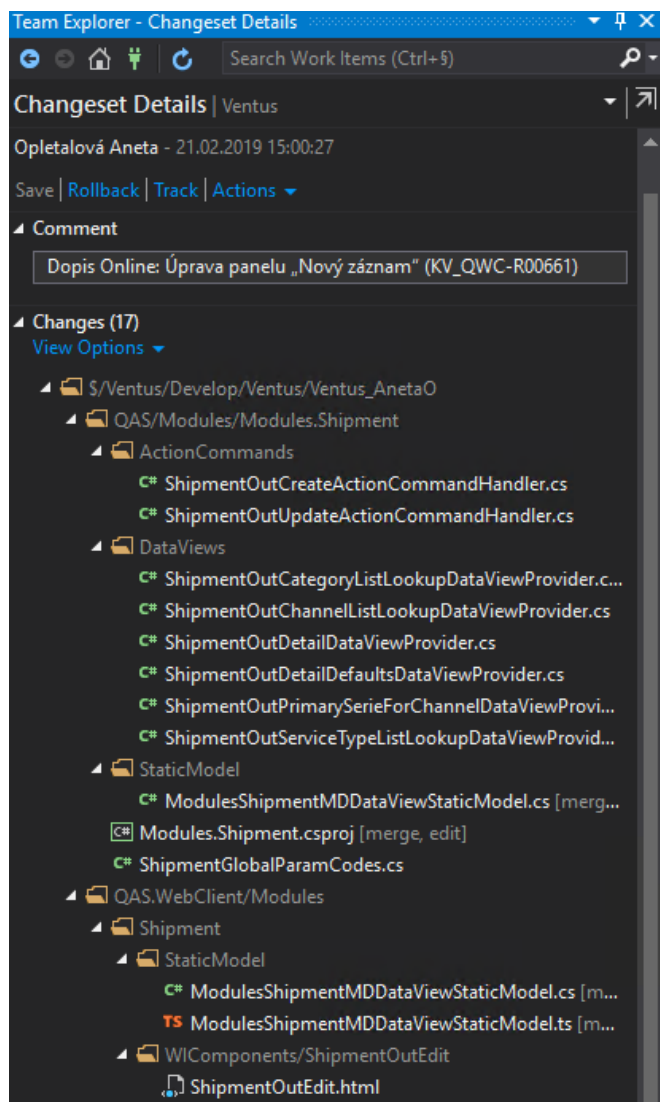 Team Explorer - Changeset Details
Search Work Items (Ctrl+§)
Changeset Details | Ventus
Opletalová Aneta - 21.02.2019 15:00:27
Save | Rollback | Track | Actions
Comment
Dopis Online: Úprava panelu „Nový záznam“ (KV_QWC-R00661)
Changes (17)
View Options
$/Ventus/Develop/Ventus/Ventus_AnetaO
QAS/Modules/Modules.Shipment
ActionCommands
C# ShipmentOutCreateActionCommandHandler.cs
C# ShipmentOutUpdateActionCommandHandler.cs
DataViews
C# ShipmentOutCategoryListLookupDataViewProvider.c...
C# ShipmentOutChannelListLookupDataViewProvider.cs
C# ShipmentOutDetailDataViewProvider.cs
C# ShipmentOutDetailDefaultsDataViewProvider.cs
C# ShipmentOutPrimarySerieForChannelDataViewProvi...
C# ShipmentOutServiceTypeListLookupDataViewProvid...
StaticModel
C# ModulesShipmentMDDataViewStaticModel.cs [merg...
C# Modules.Shipment.csproj [merge, edit]
C# ShipmentGlobalParamCodes.cs
QAS.WebClient/Modules
Shipment
StaticModel
C# ModulesShipmentMDDataViewStaticModel.cs [m...
TS ModulesShipmentMDDataViewStaticModel.ts [m...
WIComponents/ShipmentOutEdit
ShipmentOutEdit.html